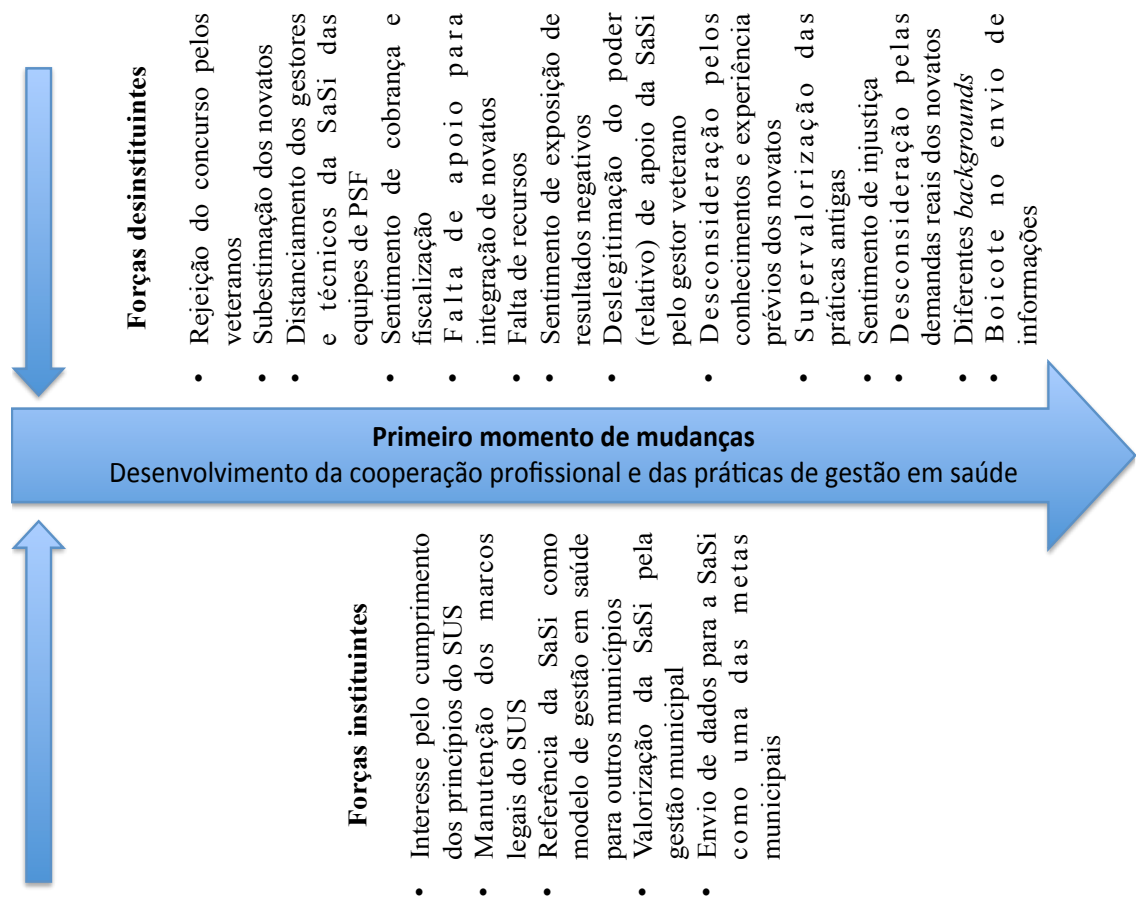 Forças desinstituintes
• Rejeição do concurso pelos
veteranos
• Subestimação dos novatos
• Distanciamento dos gestores
e técnicos da SaSi das
equipes de PSF
• Sentimento de cobrança e
fiscalização
• Falta de apoio para
integração de novatos
• Falta de recursos
• Sentimento de exposição de
resultados negativos
• Deslegitimação do poder
(relativo) de apoio da SaSi
pelo gestor veterano
• Desconsideração pelos
conhecimentos e experiência
prévios dos novatos
• Supervalorização das
práticas antigas
• Sentimento de injustiça
• Desconsideração pelas
demandas reais dos novatos
• Diferentes backgrounds
• Boicote no envio de
informações
Primeiro momento de mudanças
Desenvolvimento da cooperação profissional e das práticas de gestão em saúde
Forças instituintes
• Interesse pelo cumprimento
dos princípios do SUS
• Manutenção dos marcos
legais do SUS
• Referência da SaSi como
modelo de gestão em saúde
para outros municípios
• Valorização da SaSi pela
gestão municipal
• Envio de dados para a SaSi
como uma das metas
municipais